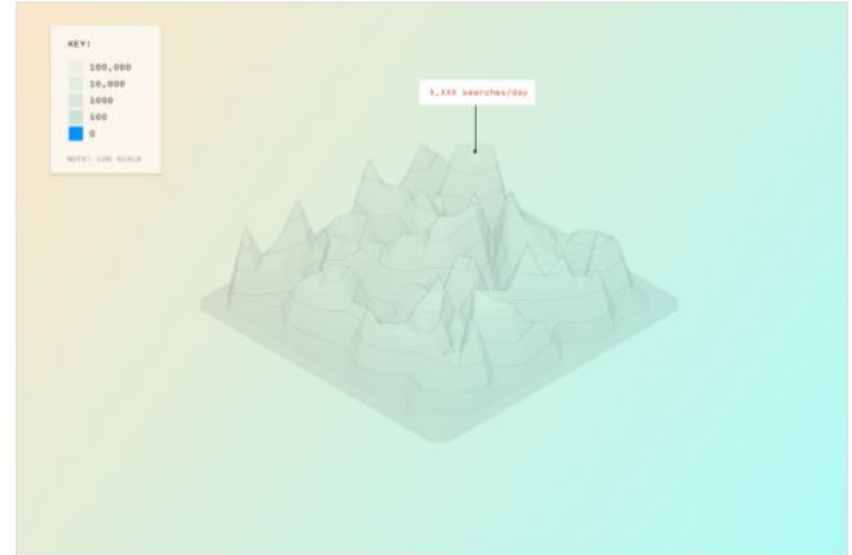 KEY:
100,000
10,000
1000
100
0
NOTE: LOG SCALE
X,XXX searches/day